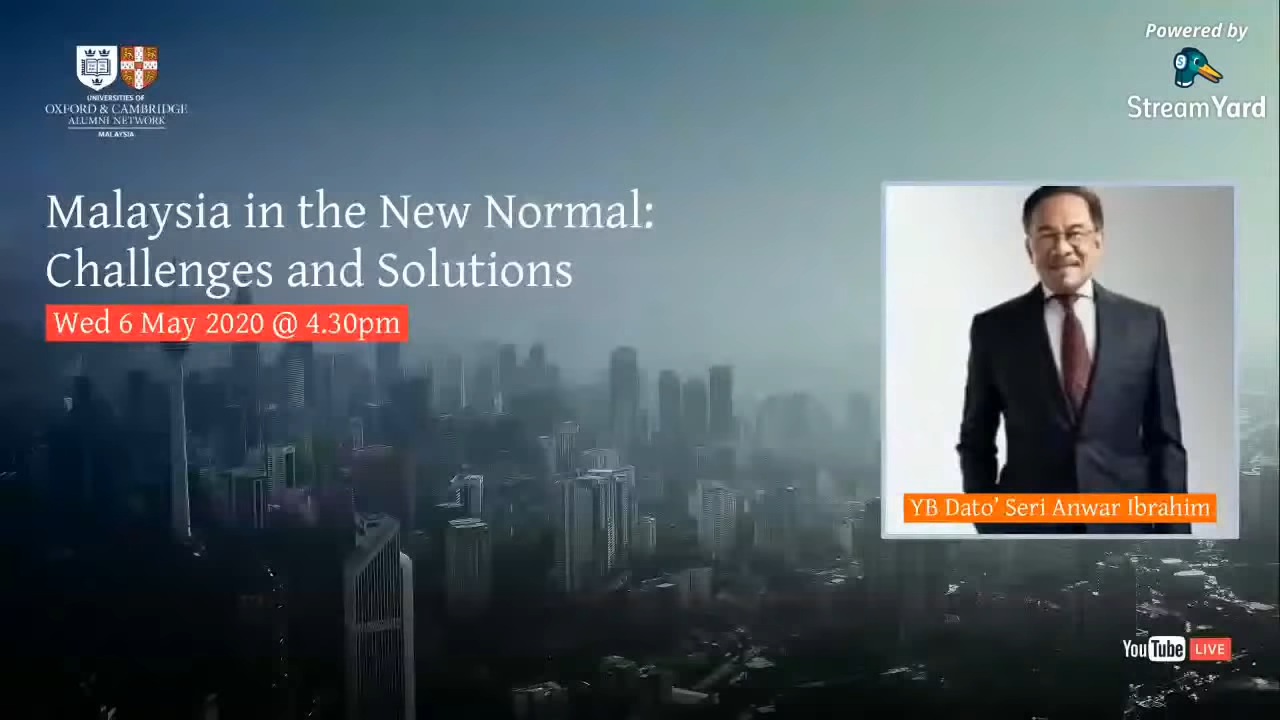 UNIVERSITIES OF
OXFORD & CAMBRIDGE
ALUMNI NETWORK
MALAYSIA
Powered by
StreamYard
Malaysia in the New Normal:
Challenges and Solutions
Wed 6 May 2020 @ 4.30pm
YB Dato’ Seri Anwar Ibrahim
YouTube LIVE